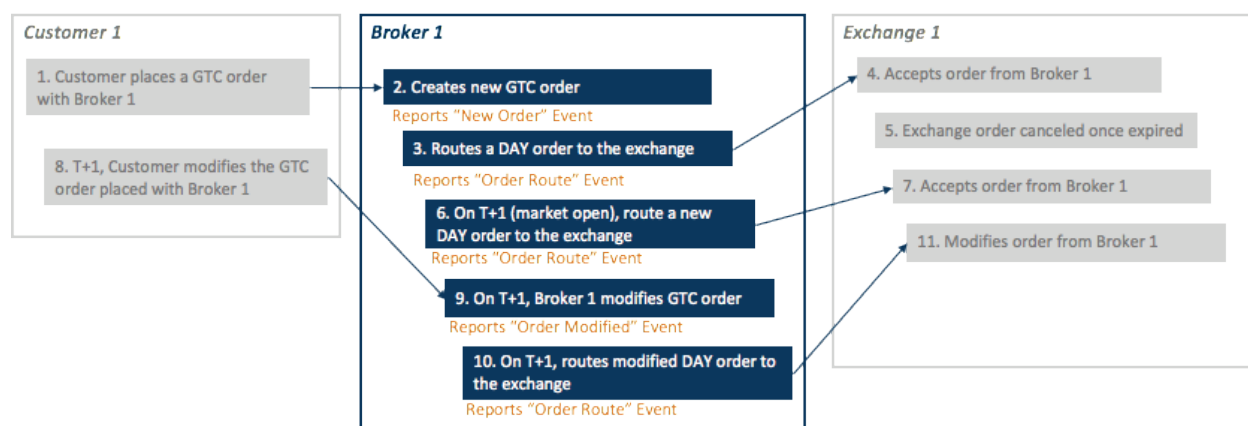 Customer 1
1. Customer places a GTC order
with Broker 1
8. T+1, Customer modifies the GTC
order placed with Broker 1
Broker 1
2. Creates new GTC order
Reports "New Order" Event
3. Routes a DAY order to the exchange
Reports "Order Route" Event
6. On T+1 (market open), route a new
DAY order to the exchange
Reports "Order Route" Event
9. On T+1, Broker 1 modifies GTC order
Reports "Order Modified" Event
10. On T+1, routes modified DAY order to
the exchange
Reports "Order Route" Event
Exchange 1
4. Accepts order from Broker 1
5. Exchange order canceled once expired
7. Accepts order from Broker 1
11. Modifies order from Broker 1